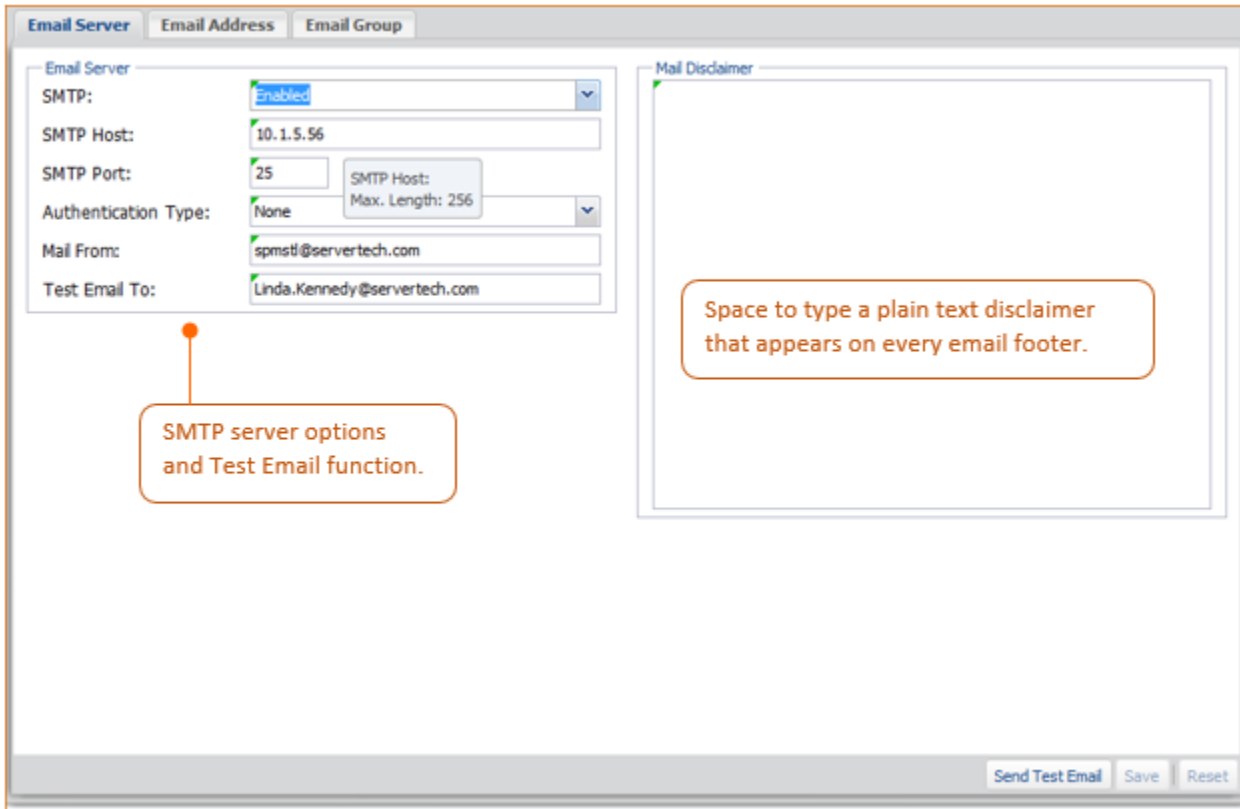 Email Server Email Address Email Group
Email Server
SMTP: Enabled
SMTP Host: 10.1.5.56
SMTP Port: 25
SMTP Host:
Max. Length: 256
Authentication Type: None
Mail From: spmstl@servertech.com
Test Email To: Linda.Kennedy@servertech.com
SMTP server options
and Test Email function.
Mail Disclaimer
Space to type a plain text disclaimer
that appears on every email footer.
Send Test Email Save Reset